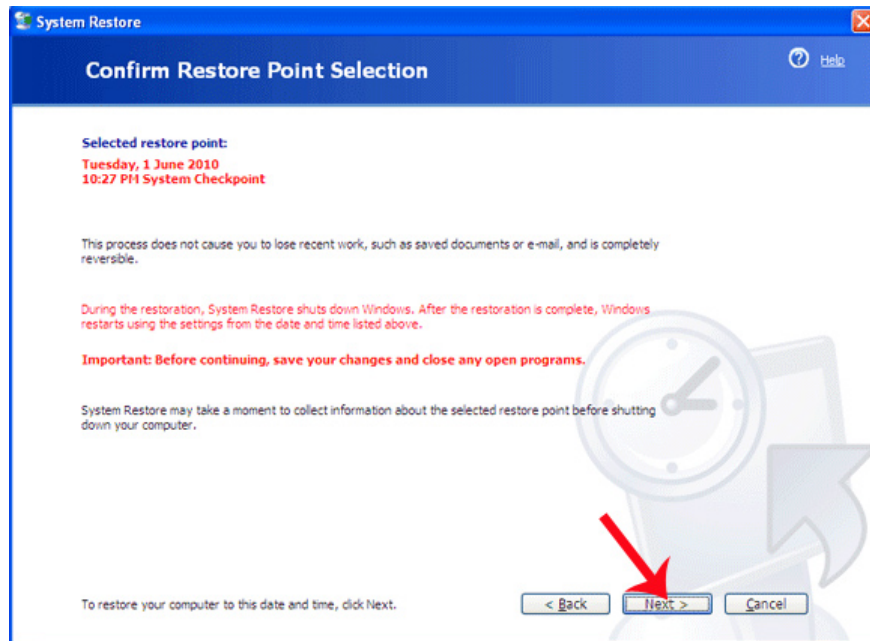 System Restore
Confirm Restore Point Selection
Help
Selected restore point:
Tuesday, 1 June 2010
10:27 PM System Checkpoint
This process does not cause you to lose recent work, such as saved documents or e-mail, and is completely
reversible.
During the restoration, System Restore shuts down Windows. After the restoration is complete, Windows
restarts using the settings from the date and time listed above.
Important: Before continuing, save your changes and close any open programs.
System Restore may take a moment to collect information about the selected restore point before shutting
down your computer.
To restore your computer to this date and time, click Next.
< Back
Next >
Cancel